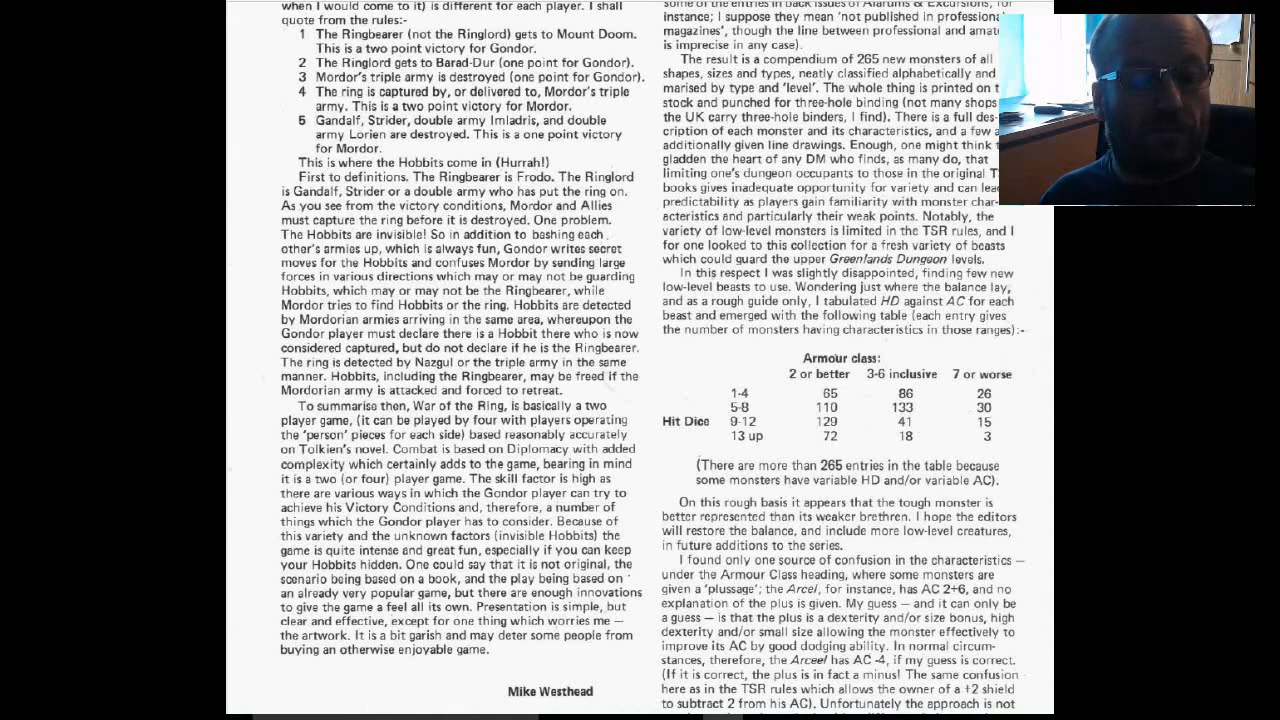 when I would come to it) is different for each player. I shall
quote from the rules:-
1 The Ringbearer (not the Ringlord) gets to Mount Doom.
This is a two point victory for Gondor.
2 The Ringlord gets to Barad-Dur (one point for Gondor).
3 Mordor's triple army is destroyed (one point for Gondor).
4 The ring is captured by, or delivered to, Mordor's triple
army. This is a two point victory for Mordor.
5 Gandalf, Strider, double army Imladris, and double
army Lorien are destroyed. This is a one point victory
for Mordor.
This is where the Hobbits come in (Hurrah!)
First to definitions. The Ringbearer is Frodo. The Ringlord
is Gandalf, Strider or a double army who has put the ring on.
As you see from the victory conditions, Mordor and Allies
must capture the ring before it is destroyed. One problem.
The Hobbits are invisible! So in addition to bashing each
other's armies up, which is always fun, Gondor writes secret
moves for the Hobbits and confuses Mordor by sending large
forces in various directions which may or may not be guarding
Hobbits, which may or may not be the Ringbearer, while
Mordor tries to find Hobbits or the ring. Hobbits are detected
by Mordorian armies arriving in the same area, whereupon the
Gondor player must declare there is a Hobbit there who is now
considered captured, but do not declare if he is the Ringbearer.
The ring is detected by Nazgul or the triple army in the same
manner. Hobbits, including the Ringbearer, may be freed if the
Mordorian army is attacked and forced to retreat.
To summarise then, War of the Ring, is basically a two
player game, (it can be played by four with players operating
the 'person' pieces for each side) based reasonably accurately
on Tolkien's novel. Combat is based on Diplomacy with added
complexity which certainly adds to the game, bearing in mind
it is a two (or four) player game. The skill factor is high as
there are various ways in which the Gondor player can try to
achieve his Victory Conditions and, therefore, a number of
things which the Gondor player has to consider. Because of
this variety and the unknown factors (invisible Hobbits) the
game is quite intense and great fun, especially if you can keep
your Hobbits hidden. One could say that it is not original, the
scenario being based on a book, and the play being based on
an already very popular game, but there are enough innovations
to give the game a feel all its own. Presentation is simple, but
clear and effective, except for one thing which worries me —
the artwork. It is a bit garish and may deter some people from
buying an otherwise enjoyable game.
Mike Westhead
some of the entries in back issues of Alarums & Excursions, for
instance; I suppose they mean 'not published in professional
magazines', though the line between professional and amat
is imprecise in any case).
The result is a compendium of 265 new monsters of all
shapes, sizes and types, neatly classified alphabetically and
marised by type and 'level'. The whole thing is printed on
stock and punched for three-hole binding (not many shops
the UK carry three-hole binders, I find). There is a full des-
cription of each monster and its characteristics, and a few
additionally given line drawings. Enough, one might think
gladden the heart of any DM who finds, as many do, that
limiting one's dungeon occupants to those in the original
books gives inadequate opportunity for variety and can lea
predictability as players gain familiarity with monster char-
acteristics and particularly their weak points. Notably, the
variety of low-level monsters is limited in the TSR rules, and I
for one looked to this collection for a fresh variety of beasts
which could guard the upper Greenlands Dungeon levels.
In this respect I was slightly disappointed, finding few new
low-level beasts to use. Wondering just where the balance lay,
and as a rough guide only, I tabulated HD against AC for each
beast and emerged with the following table (each entry gives
the number of monsters having characteristics in those ranges):-
Armour class:
2 or better 3-6 inclusive 7 or worse
1-4 65 86 26
5-8 110 133 30
Hit Dice 9-12 129 41 15
13 up 72 18 3
(There are more than 265 entries in the table because
some monsters have variable HD and/or variable AC).
On this rough basis it appears that the tough monster is
better represented than its weaker brethren. I hope the editors
will restore the balance, and include more low-level creatures,
in future additions to the series.
I found only one source of confusion in the characteristics —
under the Armour Class heading, where some monsters are
given a 'plussage'; the Arcel, for instance, has AC 2+6, and no
explanation of the plus is given. My guess — and it can only be
a guess — is that the plus is a dexterity and/or size bonus, high
dexterity and/or small size allowing the monster effectively to
improve its AC by good dodging ability. In normal circum-
stances, therefore, the Arceel has AC -4, if my guess is correct.
(If it is correct, the plus is in fact a minus! The same confusion
here as in the TSR rules which allows the owner of a +2 shield
to subtract 2 from his AC). Unfortunately the approach is not